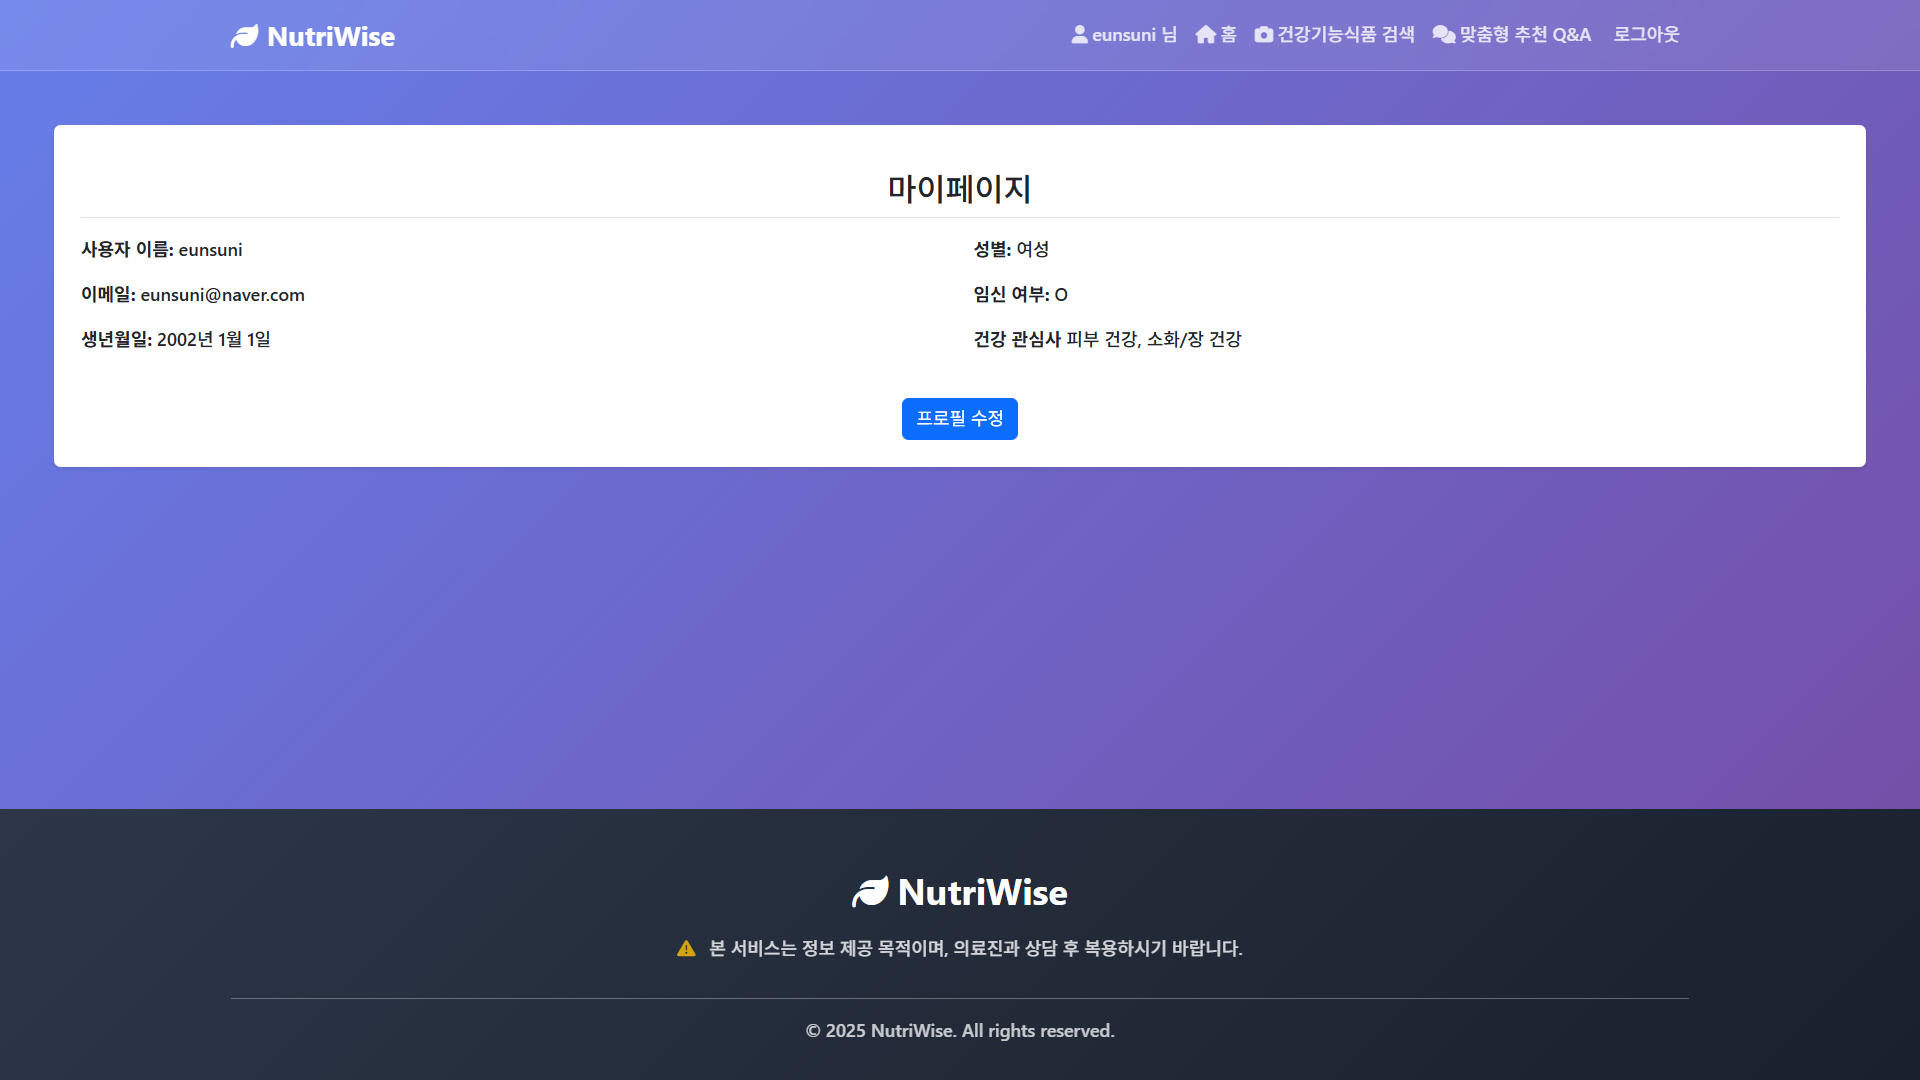 NutriWise
eunsuni 님 홈 건강기능식품 검색 맞춤형 추천 Q&A 로그아웃
마이페이지
사용자 이름: eunsuni
성별: 여성
이메일: eunsuni@naver.com
임신 여부: O
생년월일: 2002년 1월 1일
건강 관심사 피부 건강, 소화/장 건강
프로필 수정
NutriWise
본 서비스는 정보 제공 목적이며, 의료진과 상담 후 복용하시기 바랍니다.
© 2025 NutriWise. All rights reserved.